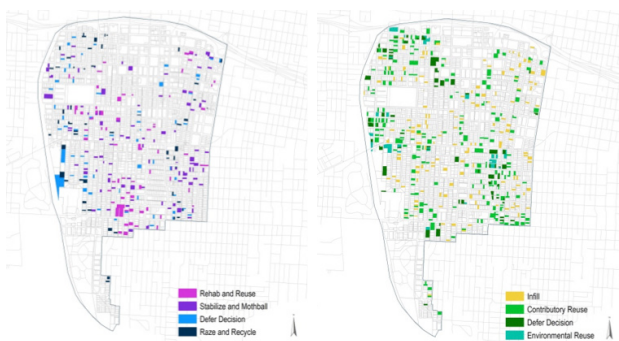 Rehab and Reuse
Stabilize and Mothball
Defer Decision
Raze and Recycle
Infill
Contributory Reuse
Defer Decision
Environmental Reuse